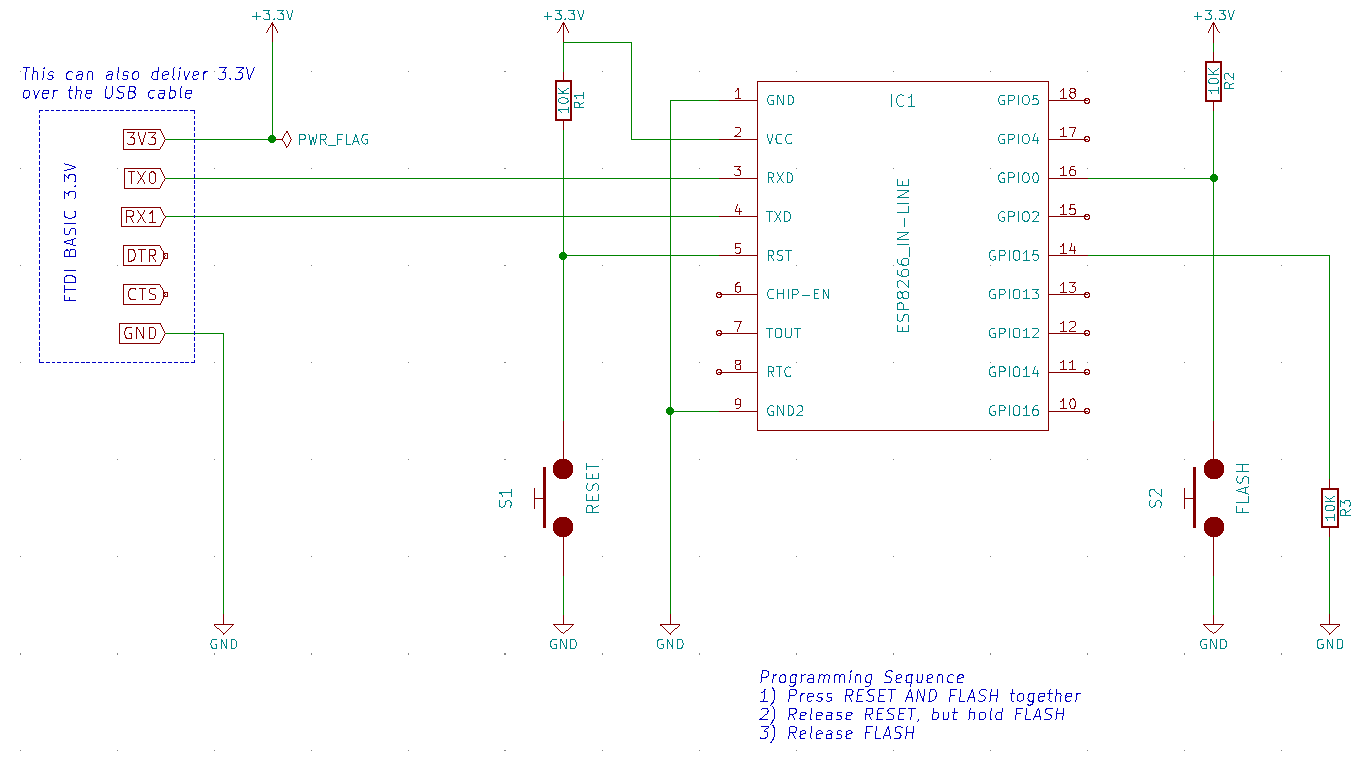 +3.3V
+3.3V
+3.3V
This can also deliver 3.3V
over the USB cable
FTDI BASIC 3.3V
3V3
TX0
RX1
DTR
CTS
GND
PWR_FLAG
10K
R1
IC1
ESP8266_IN-LINE
1 GND
2 VCC
3 RXD
4 TXD
5 RST
6 CHIP-EN
7 TOUT
8 RTC
9 GND2
GPIO5 18
GPIO4 17
GPIO0 16
GPIO2 15
GPIO15 14
GPIO13 13
GPIO12 12
GPIO14 11
GPIO16 10
10K
R2
S1
RESET
S2
FLASH
10K
R3
GND
GND
GND
GND
GND
Programming Sequence
1) Press RESET AND FLASH together
2) Release RESET, but hold FLASH
3) Release FLASH